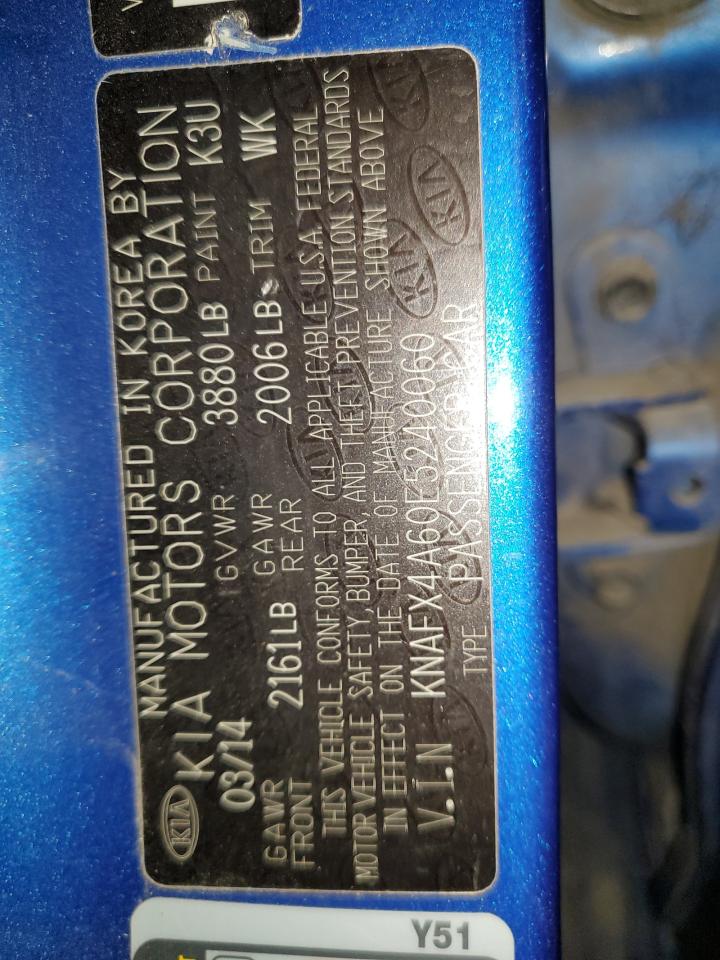 MANUFACTURED IN KOREA BY
KIA KIA MOTORS CORPORATION
03/14 GVWR 3880LB PAINT K3U
GAWR FRONT 2161LB GAWR REAR 2006LB TRIM WK
THIS VEHICLE CONFORMS TO ALL APPLICABLE U.S.A. FEDERAL
MOTOR VEHICLE SAFETY, BUMPER, AND THEFT PREVENTION STANDARDS
IN EFFECT ON THE DATE OF MANUFACTURE SHOWN ABOVE
V.I.N KNAFX4A60E5240060
TYPE PASSENGER CAR
Y51